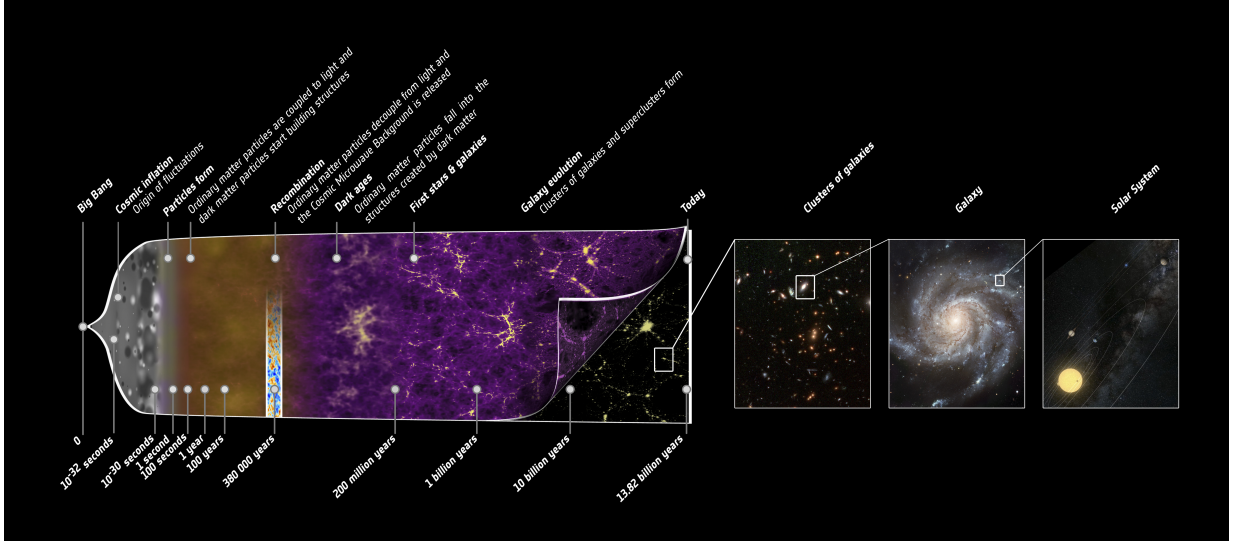 Big Bang
Cosmic inflation
Origin of fluctuations
Particles form
Ordinary matter particles are coupled to light and
dark matter particles start building structures
Recombination
Ordinary matter particles decouple from light and
the Cosmic Microwave Background is released
Dark ages
Ordinary matter particles fall into the
structures created by dark matter
First stars & galaxies
Galaxy evolution
Clusters of galaxies and superclusters form
Today
Clusters of galaxies
Galaxy
Solar System
0
10-32 seconds
10-30 seconds
1 second
100 seconds
1 year
100 years
380 000 years
200 million years
1 billion years
10 billion years
13.82 billion years